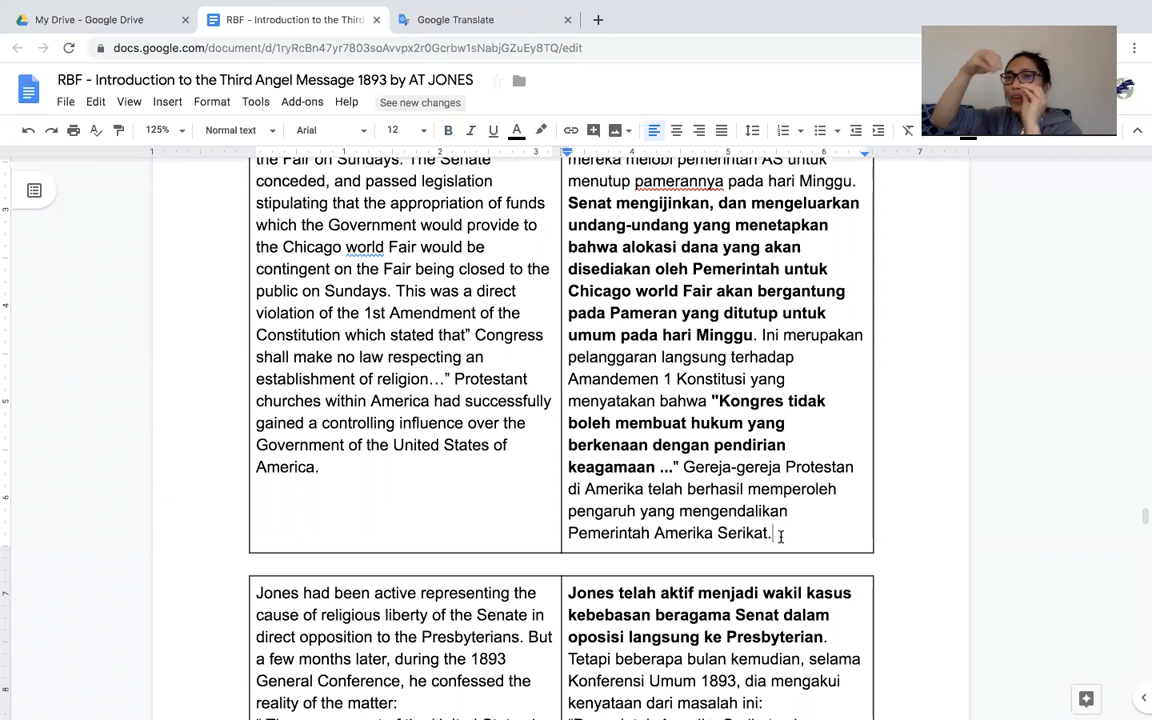 My Drive - Google Drive
RBF - Introduction to the Third
Google Translate
docs.google.com/document/d/1ryRcBn47yr7803soAvvpx2r0Gcrbw1sNabjGZuEy8TQ/edit
RBF - Introduction to the Third Angel Message 1893 by AT JONES
File Edit View Insert Format Tools Add-ons Help See new changes
125% Normal text Arial 12 B I U A
1 1 2 3 4 5 6 7
the Fair on Sundays. The Senate
conceded, and passed legislation
stipulating that the appropriation of funds
which the Government would provide to
the Chicago world Fair would be
contingent on the Fair being closed to the
public on Sundays. This was a direct
violation of the 1st Amendment of the
Constitution which stated that” Congress
shall make no law respecting an
establishment of religion…” Protestant
churches within America had successfully
gained a controlling influence over the
Government of the United States of
America.
mereka melobi pemerintah AS untuk
menutup pamerannya pada hari Minggu.
Senat mengijinkan, dan mengeluarkan
undang-undang yang menetapkan
bahwa alokasi dana yang akan
disediakan oleh Pemerintah untuk
Chicago world Fair akan bergantung
pada Pameran yang ditutup untuk
umum pada hari Minggu. Ini merupakan
pelanggaran langsung terhadap
Amandemen 1 Konstitusi yang
menyatakan bahwa "Kongres tidak
boleh membuat hukum yang
berkenaan dengan pendirian
keagamaan ..." Gereja-gereja Protestan
di Amerika telah berhasil memperoleh
pengaruh yang mengendalikan
Pemerintah Amerika Serikat.
Jones had been active representing the
cause of religious liberty of the Senate in
direct opposition to the Presbyterians. But
a few months later, during the 1893
General Conference, he confessed the
reality of the matter:
Jones telah aktif menjadi wakil kasus
kebebasan beragama Senat dalam
oposisi langsung ke Presbyterian.
Tetapi beberapa bulan kemudian, selama
Konferensi Umum 1893, dia mengakui
kenyataan dari masalah ini: